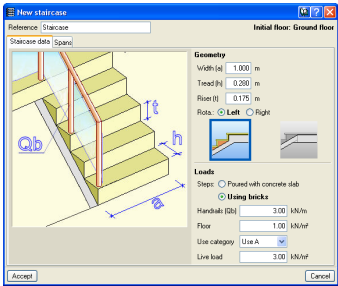 New staircase
Reference Staircase Initial floor: Ground floor
Staircase data Spans
Geometry
Width (a) 1.000 m
Tread (h) 0.280 m
Riser (t) 0.175 m
Rota.: Left Right
Loads
Steps: Poured with concrete slab
Using bricks
Handrails (Qb) 3.00 kN/m
Floor 1.00 kN/m²
Use category Use A
Live load 3.00 kN/m²
Qb
t
h
a
Accept Cancel